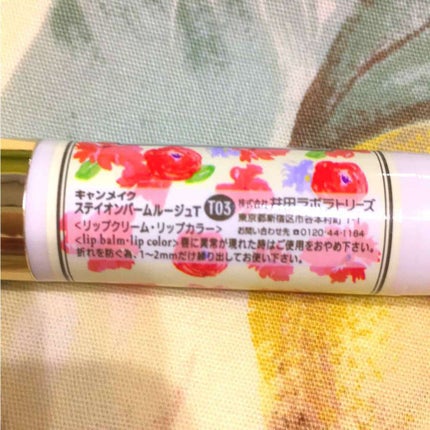 キャンメイク
ステイオンバームルージュT T03
<リップクリーム・リップカラー>
<lip balm・lip color> 唇に異常が現れた時はご使用をおやめ下さい。
折れを防ぐ為、1~2mmだけ繰り出してお使い下さい。
株式会社 井田ラボラトリーズ
東京都新宿区市谷本村町 1-1
お問い合わせ先 ☎0120-44-1184